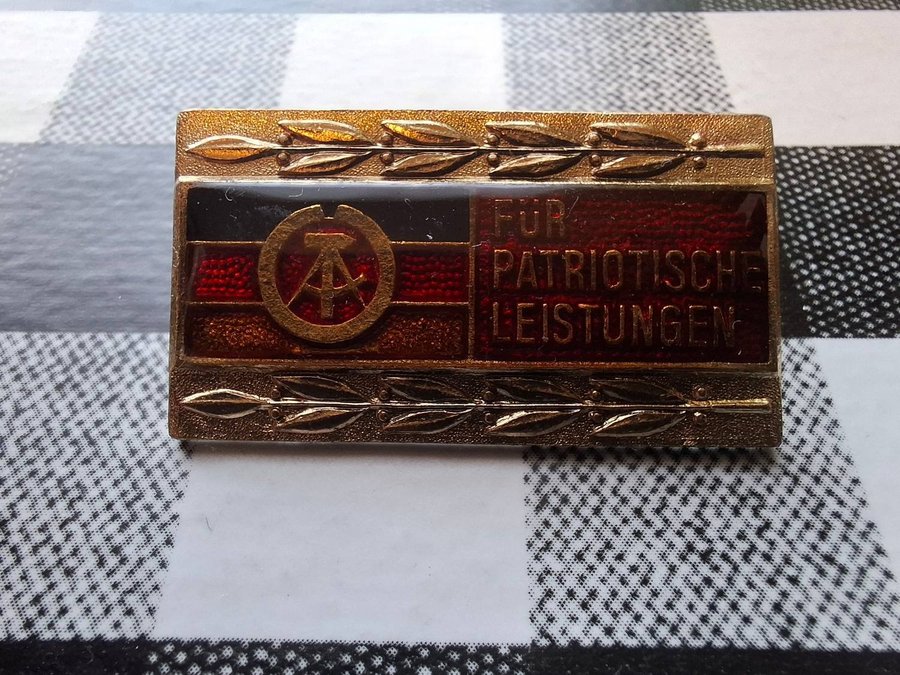 FÜR
PATRIOTISCHE
LEISTUNGEN